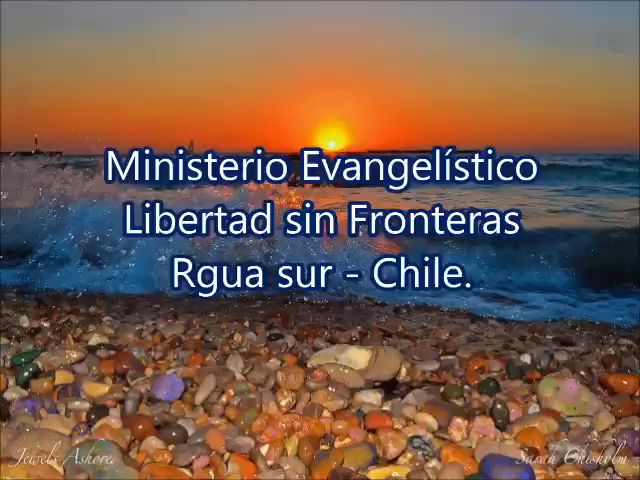 Ministerio Evangelístico
Libertad sin Fronteras
Rgua sur - Chile.
Jewels Ashore
Sarah Chisholm